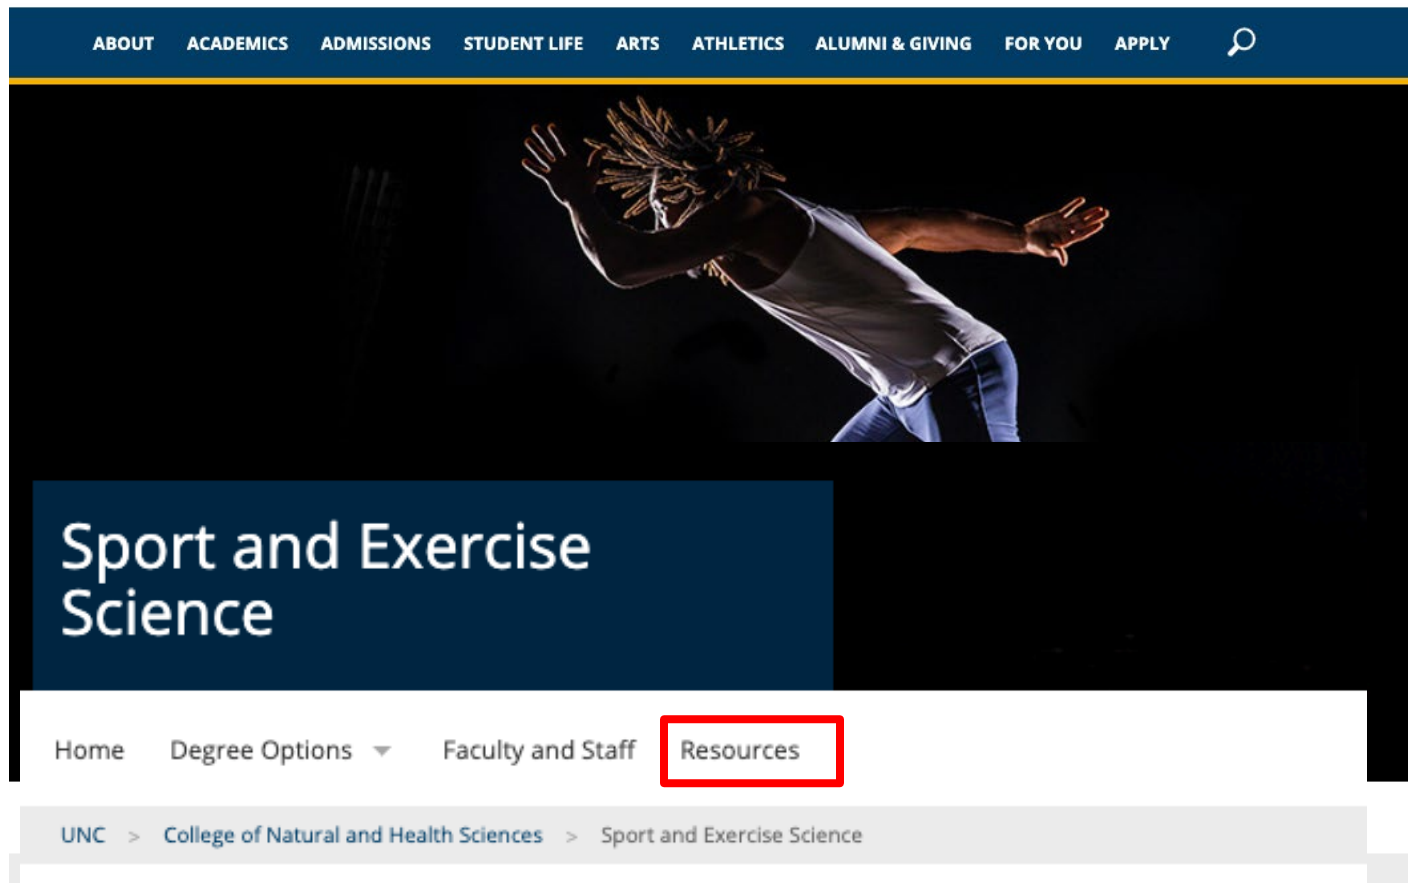 ABOUT ACADEMICS ADMISSIONS STUDENT LIFE ARTS ATHLETICS ALUMNI & GIVING FOR YOU APPLY
Sport and Exercise
Science
Home Degree Options Faculty and Staff Resources
UNC > College of Natural and Health Sciences > Sport and Exercise Science